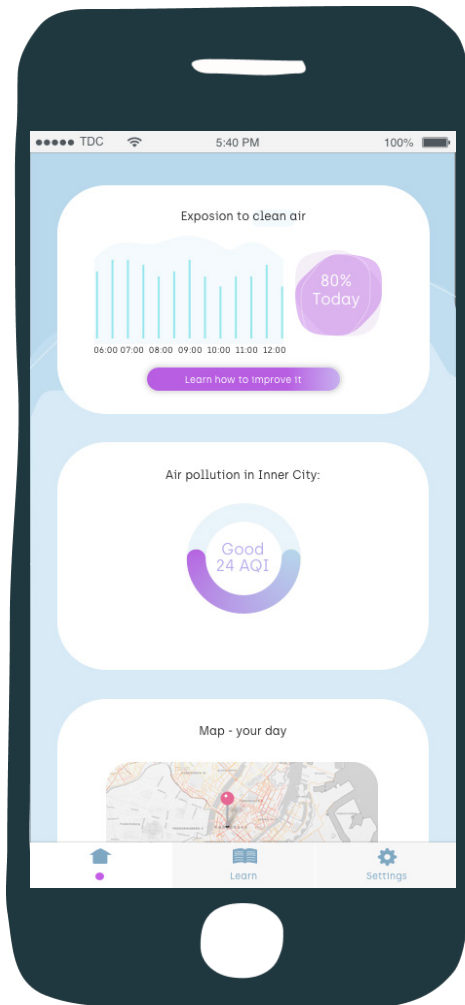 TDC 5:40 PM 100%
Exposion to clean air
80%
Today
06:00 07:00 08:00 09:00 10:00 11:00 12:00
Learn how to improve it
Air pollution in Inner City:
Good
24 AQI
Map - your day
Learn Settings